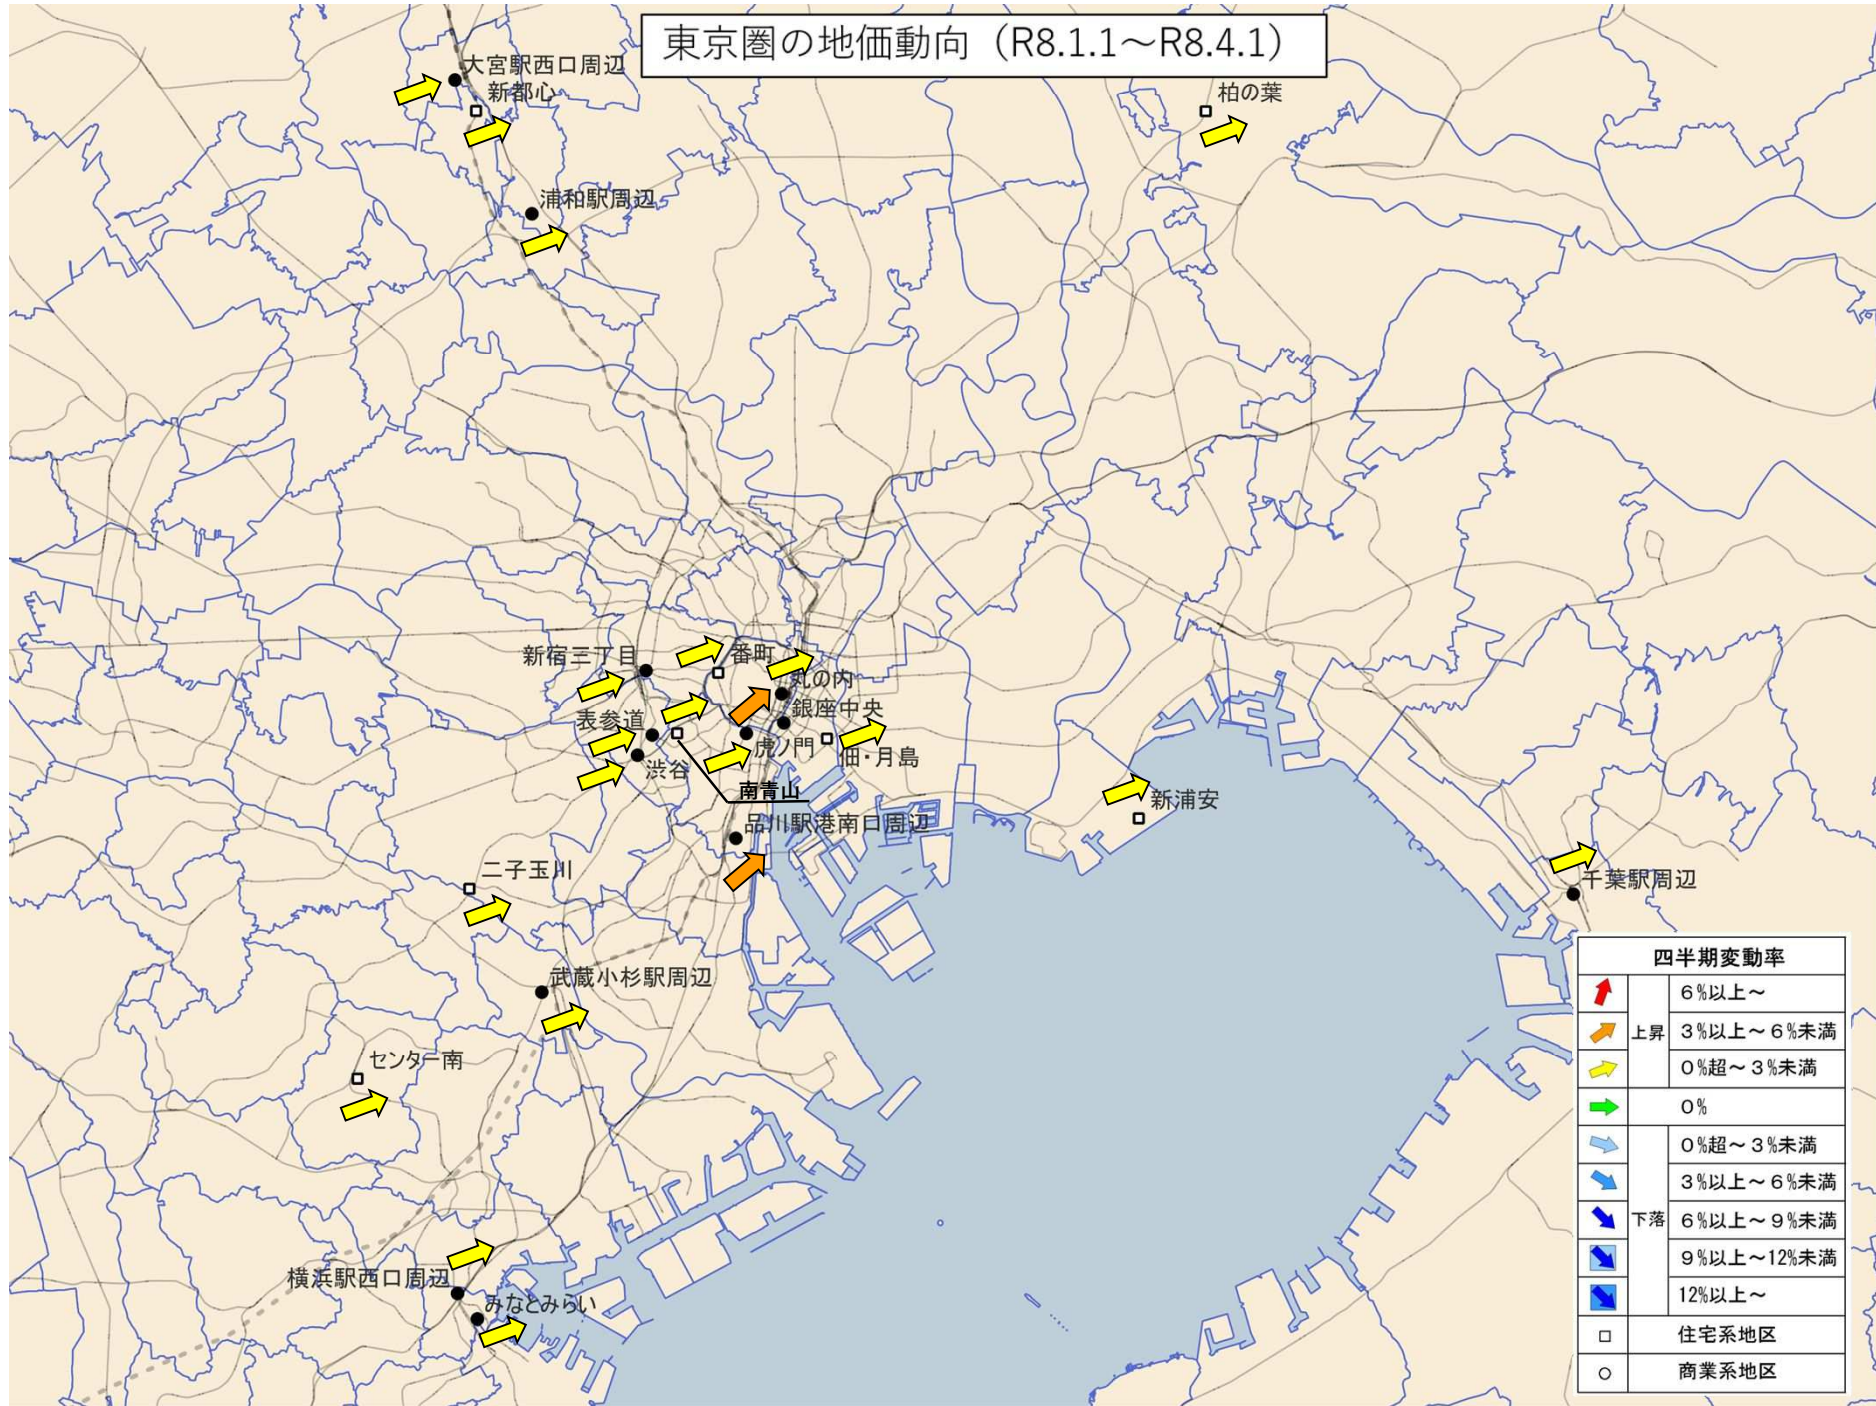 東京圏の地価動向（R8.1.1～R8.4.1）
大宮駅西口周辺
新都心
柏の葉
浦和駅周辺
新宿三丁目
番町
丸の内
銀座中央
表参道
虎ノ門
佃・月島
渋谷
南青山
新浦安
品川駅港南口周辺
二子玉川
千葉駅周辺
武蔵小杉駅周辺
センター南
横浜駅西口周辺
みなとみらい
四半期変動率
上昇
６%以上～
３%以上～６%未満
０%超～３%未満
０%
下落
０%超～３%未満
３%以上～６%未満
６%以上～９%未満
９%以上～12%未満
12%以上～
住宅系地区
商業系地区